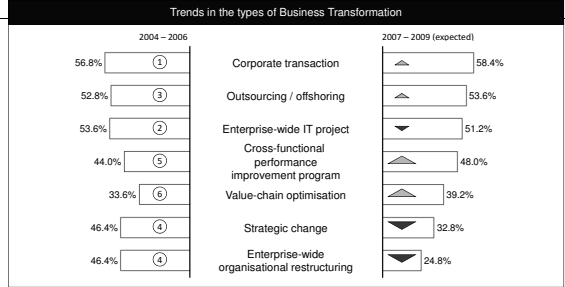 Trends in the types of Business Transformation
2004 – 2006 2007 – 2009 (expected)
56.8% 1 Corporate transaction 58.4%
52.8% 3 Outsourcing / offshoring 53.6%
53.6% 2 Enterprise-wide IT project 51.2%
44.0% 5 Cross-functional
performance
improvement program 48.0%
33.6% 6 Value-chain optimisation 39.2%
46.4% 4 Strategic change 32.8%
46.4% 4 Enterprise-wide
organisational restructuring 24.8%